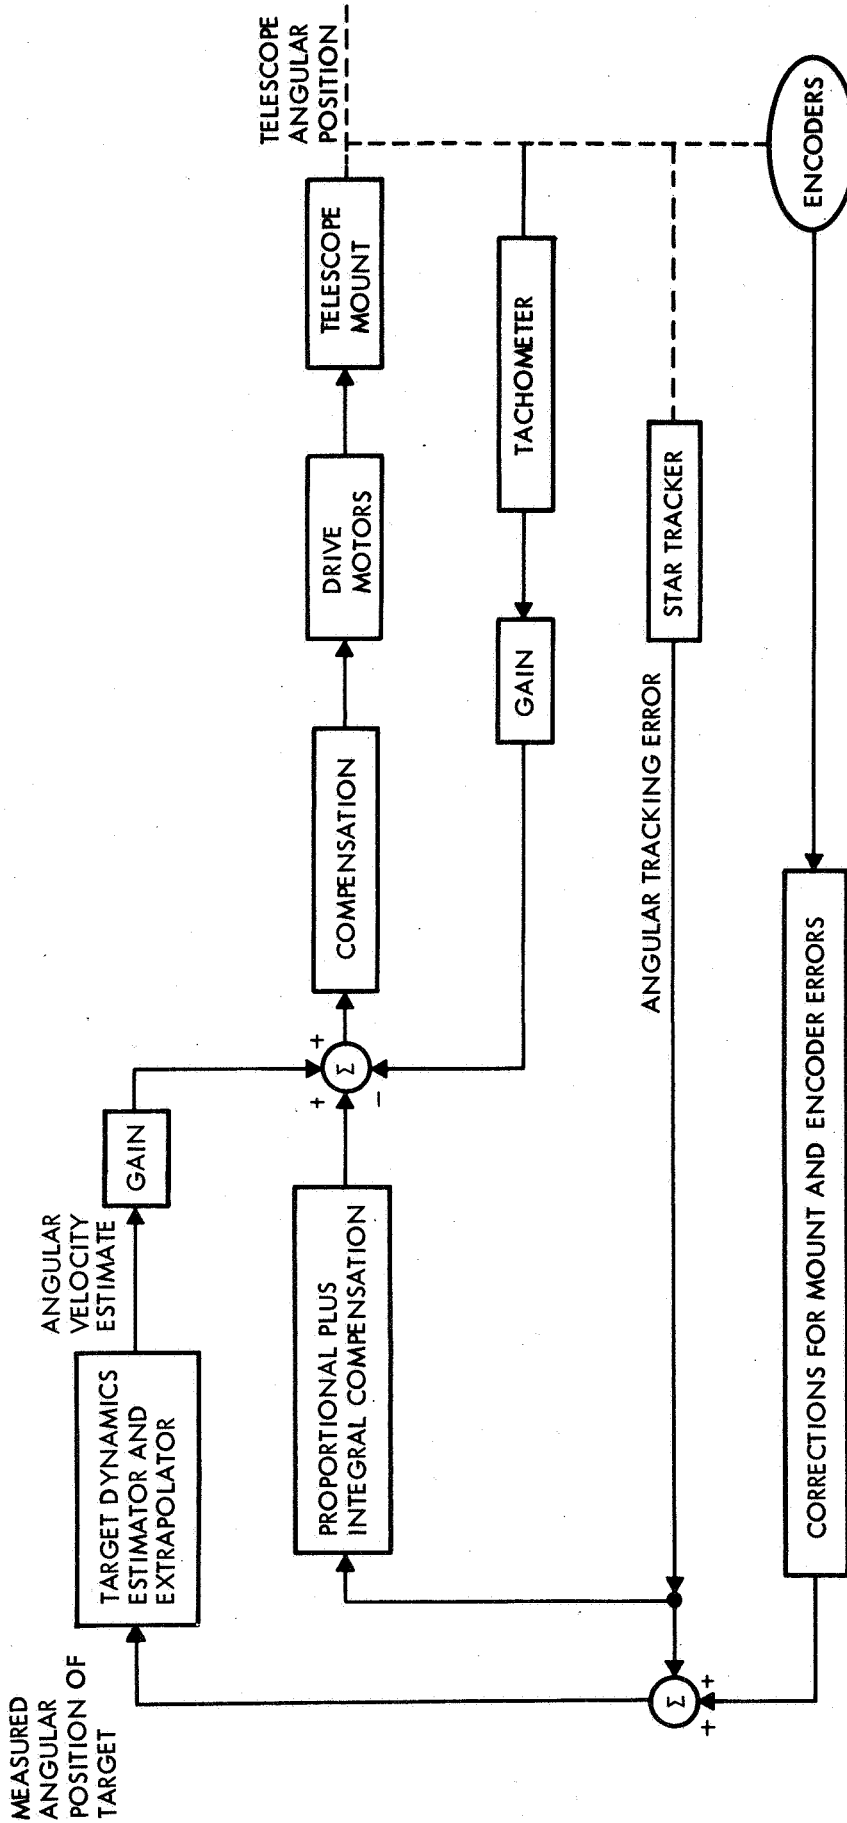 MEASURED
ANGULAR
POSITION OF
TARGET
TARGET DYNAMICS
ESTIMATOR AND
EXTRAPOLATOR
ANGULAR
VELOCITY
ESTIMATE
GAIN
PROPORTIONAL PLUS
INTEGRAL COMPENSATION
+
+
−
Σ
COMPENSATION
DRIVE
MOTORS
TELESCOPE
MOUNT
TELESCOPE
ANGULAR
POSITION
GAIN
TACHOMETER
ANGULAR TRACKING ERROR
STAR TRACKER
Σ
+
+
CORRECTIONS FOR MOUNT AND ENCODER ERRORS
ENCODERS